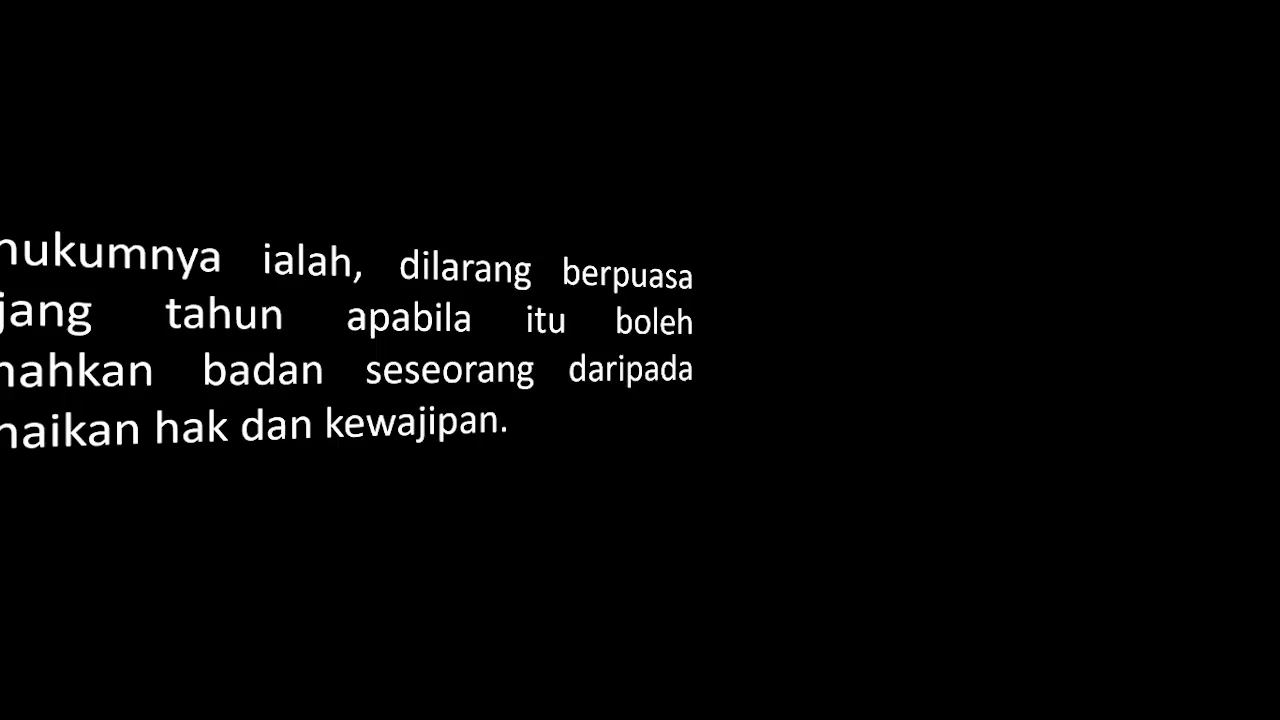 hukumnya ialah, dilarang berpuasa
jang tahun apabila itu boleh
nahkan badan seseorang daripada
naikan hak dan kewajipan.